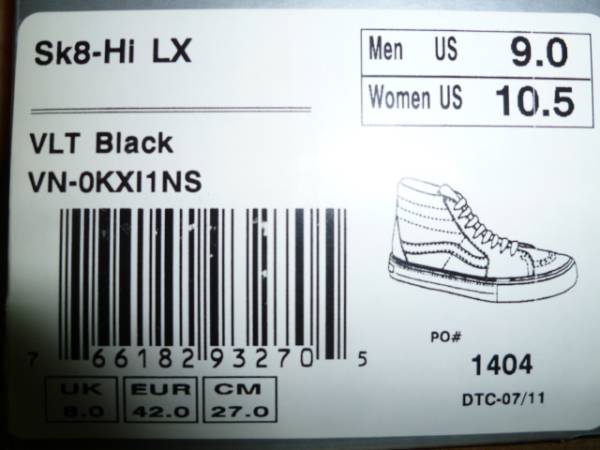 Sk8-Hi LX
Men US 9.0
Women US 10.5
VLT Black
VN-0KXI1NS
7 66182 93270 5
PO#
1404
DTC-07/11
UK EUR CM
8.0 42.0 27.0